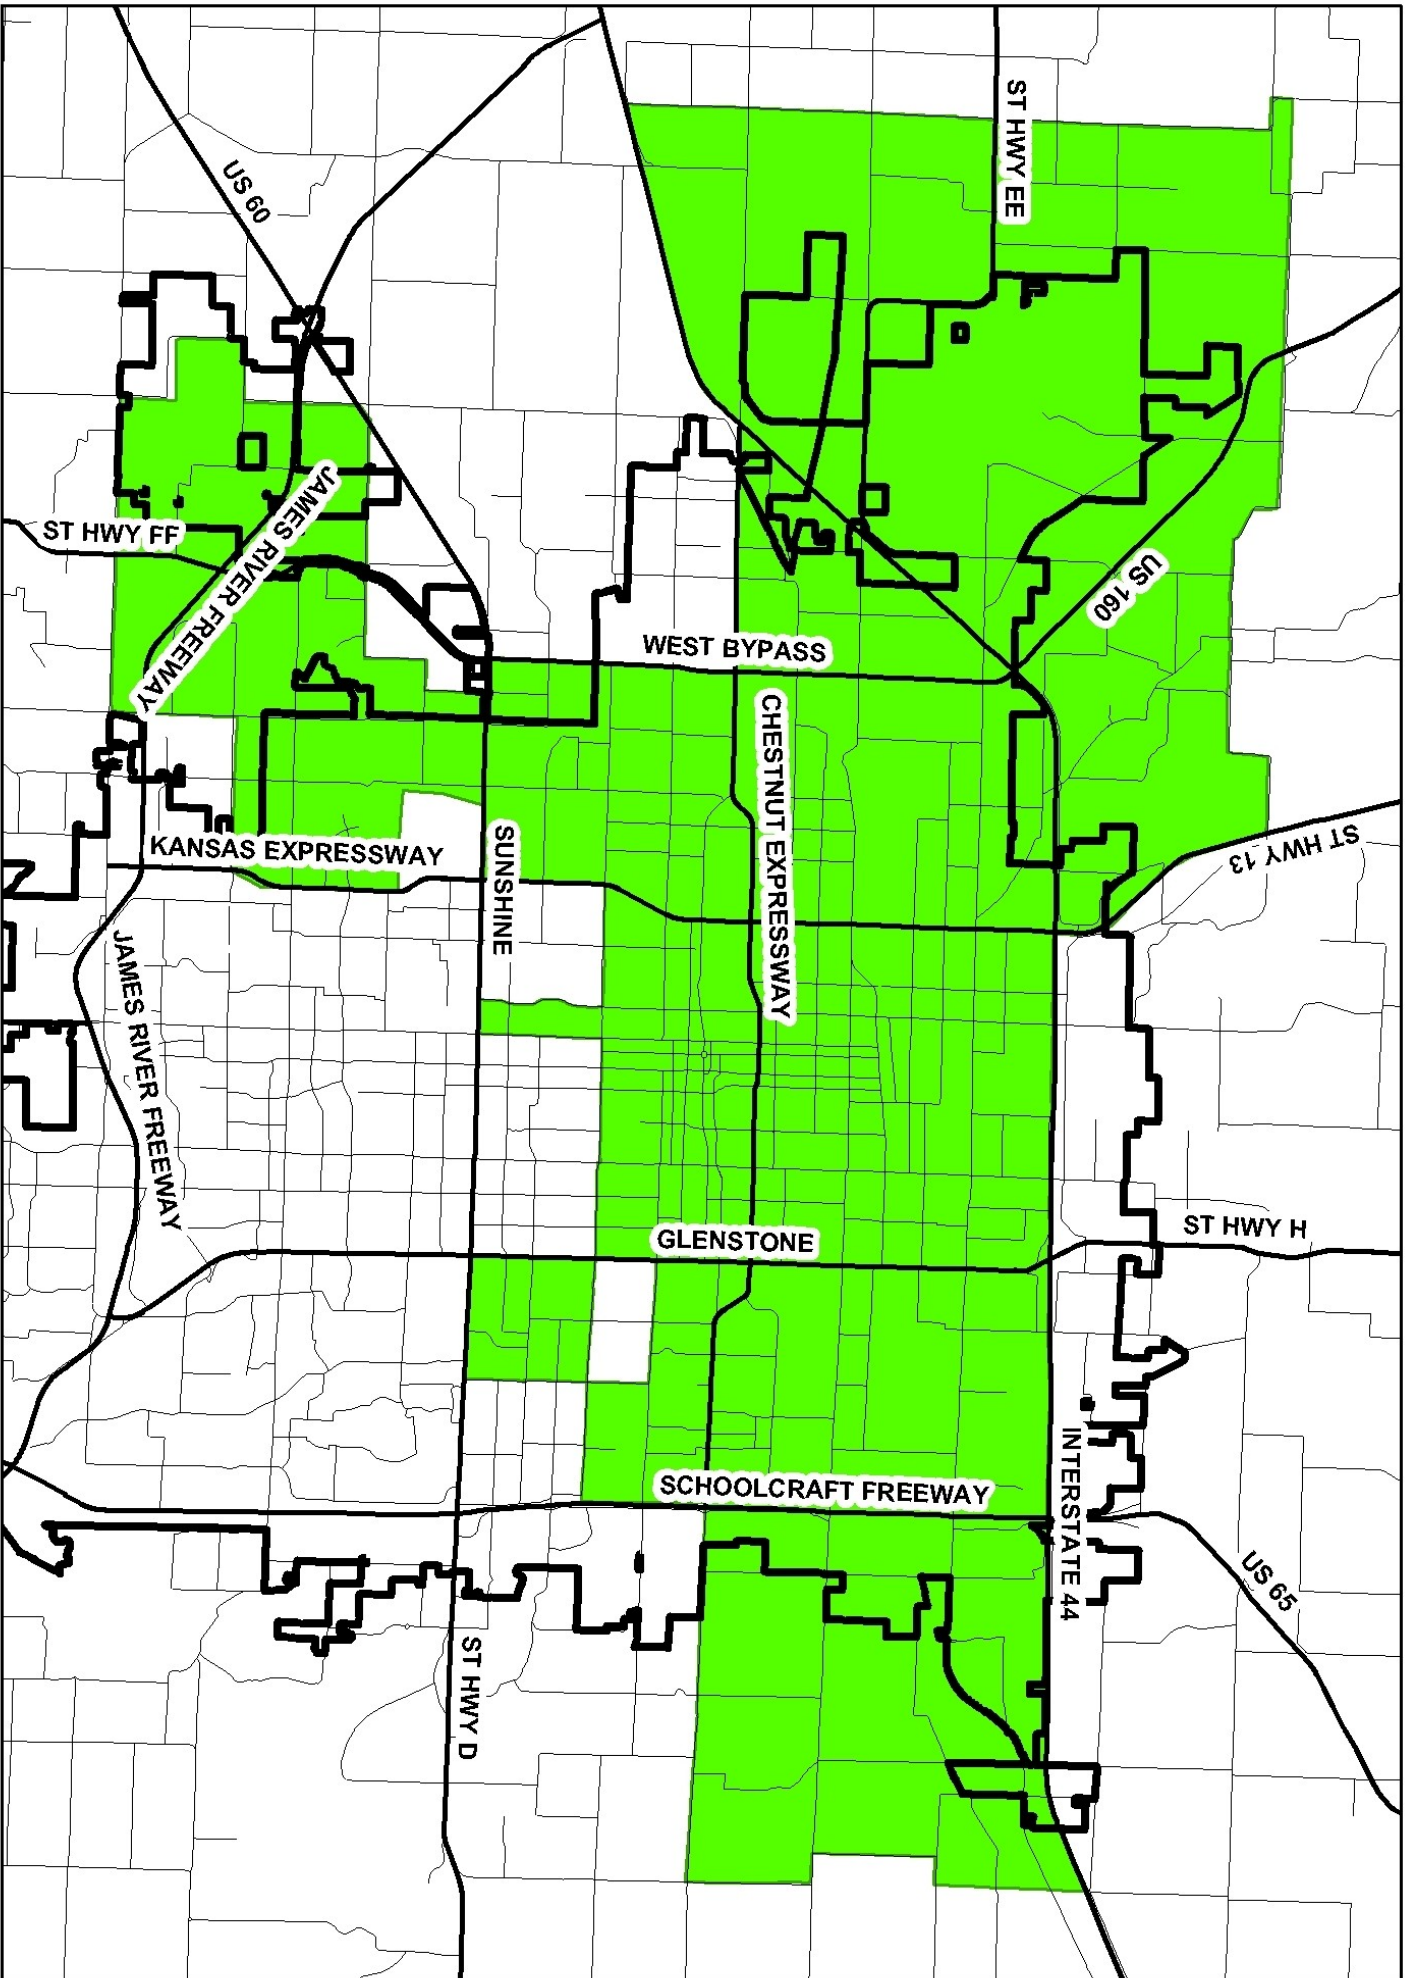 ST HWY EE
US 60
JAMES RIVER FREEWAY
ST HWY FF
US 160
WEST BYPASS
CHESTNUT EXPRESSWAY
KANSAS EXPRESSWAY
SUNSHINE
ST HWY 13
JAMES RIVER FREEWAY
GLENSTONE
ST HWY H
SCHOOLCRAFT FREEWAY
INTERSTATE 44
US 65
ST HWY D